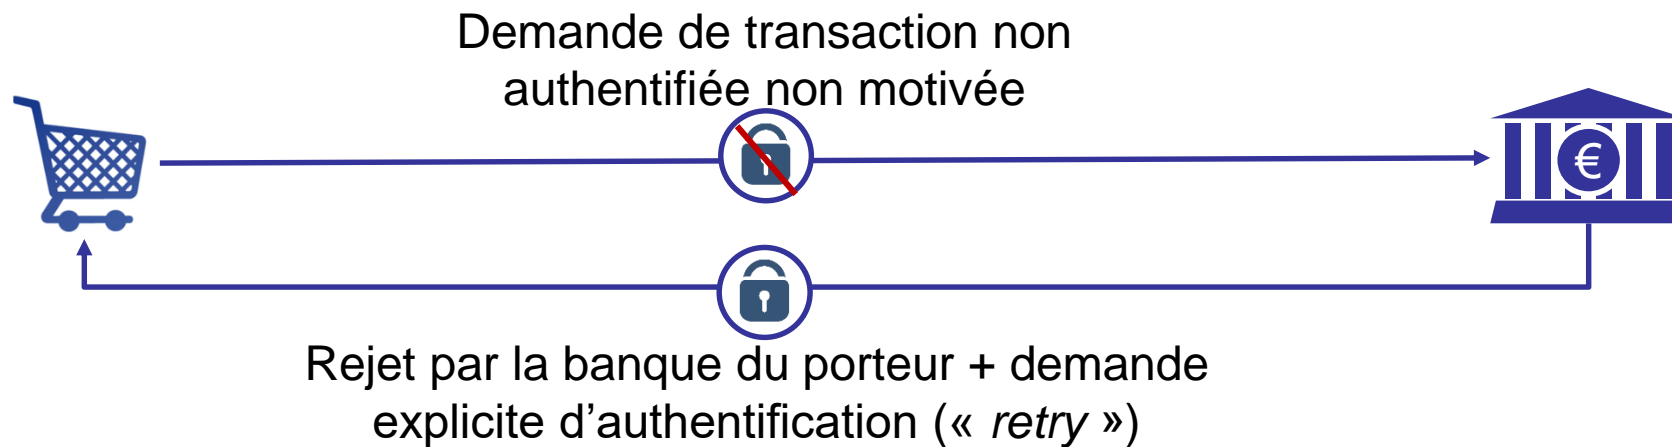 Demande de transaction non
authentifiée non motivée
€
Rejet par la banque du porteur + demande
explicite d’authentification (« retry »)